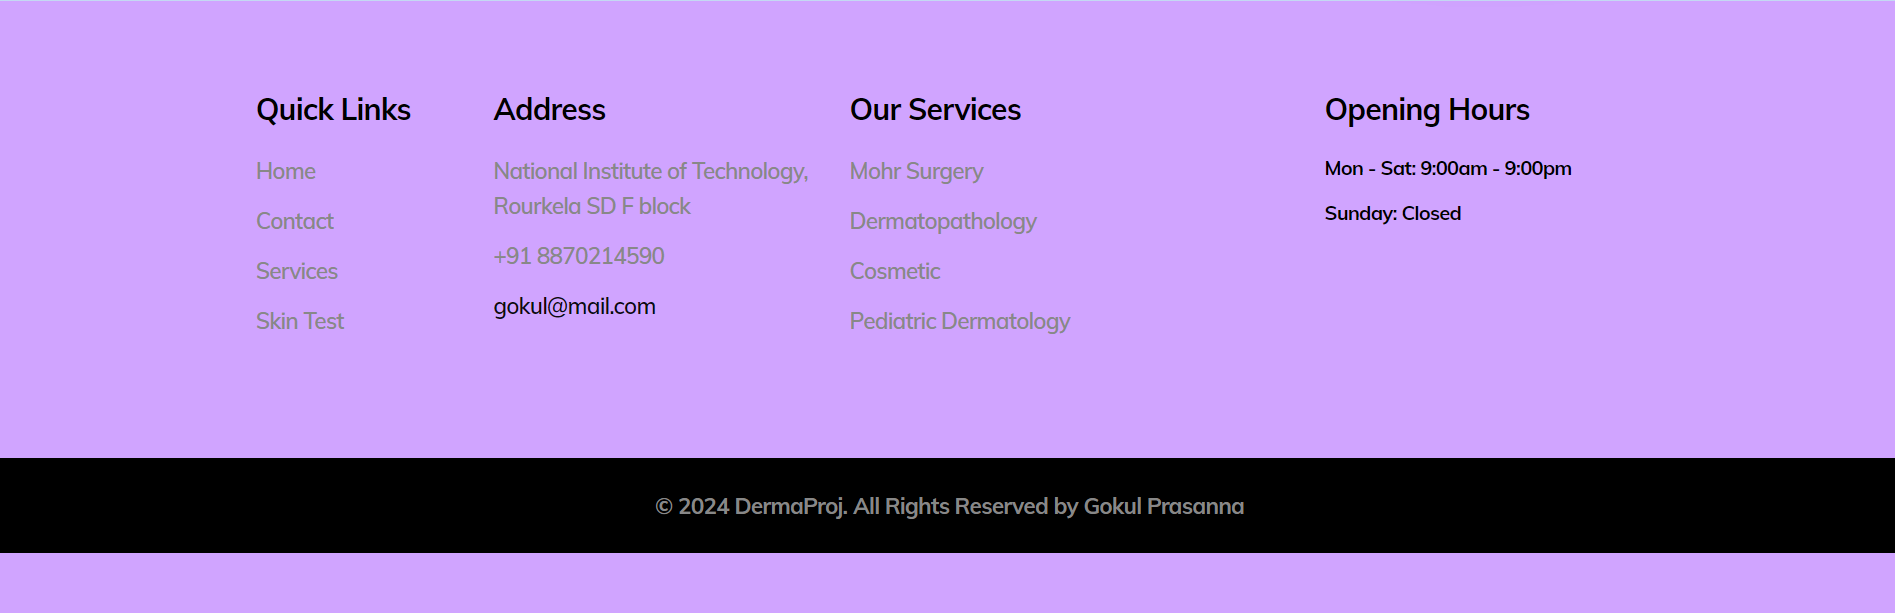 Quick Links
Home
Contact
Services
Skin Test
Address
National Institute of Technology,
Rourkela SD F block
+91 8870214590
gokul@mail.com
Our Services
Mohr Surgery
Dermatopathology
Cosmetic
Pediatric Dermatology
Opening Hours
Mon - Sat: 9:00am - 9:00pm
Sunday: Closed
© 2024 DermaProj. All Rights Reserved by Gokul Prasanna